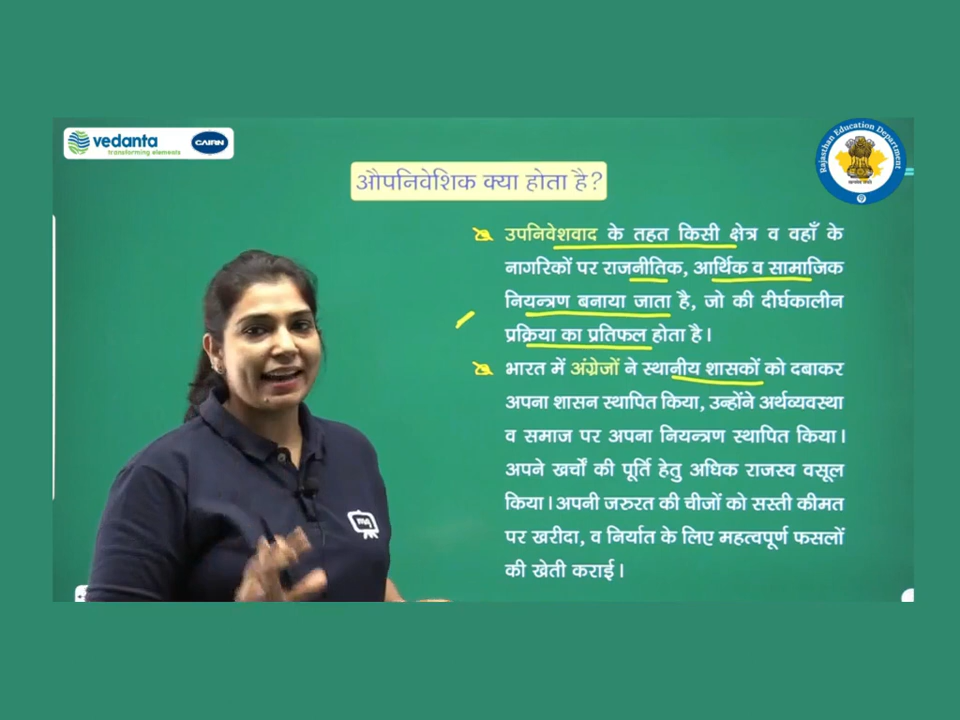 vedanta
transforming elements
CAIRN
Rajasthan Education Department
औपनिवेशिक क्या होता है?
उपनिवेशवाद के तहत किसी क्षेत्र व वहाँ के
नागरिकों पर राजनीतिक, आर्थिक व सामाजिक
नियन्त्रण बनाया जाता है, जो की दीर्घकालीन
प्रक्रिया का प्रतिफल होता है।
भारत में अंग्रेजों ने स्थानीय शासकों को दबाकर
अपना शासन स्थापित किया, उन्होंने अर्थव्यवस्था
व समाज पर अपना नियन्त्रण स्थापित किया।
अपने खर्चों की पूर्ति हेतु अधिक राजस्व वसूल
किया। अपनी जरुरत की चीजों को सस्ती कीमत
पर खरीदा, व निर्यात के लिए महत्वपूर्ण फसलों
की खेती कराई।